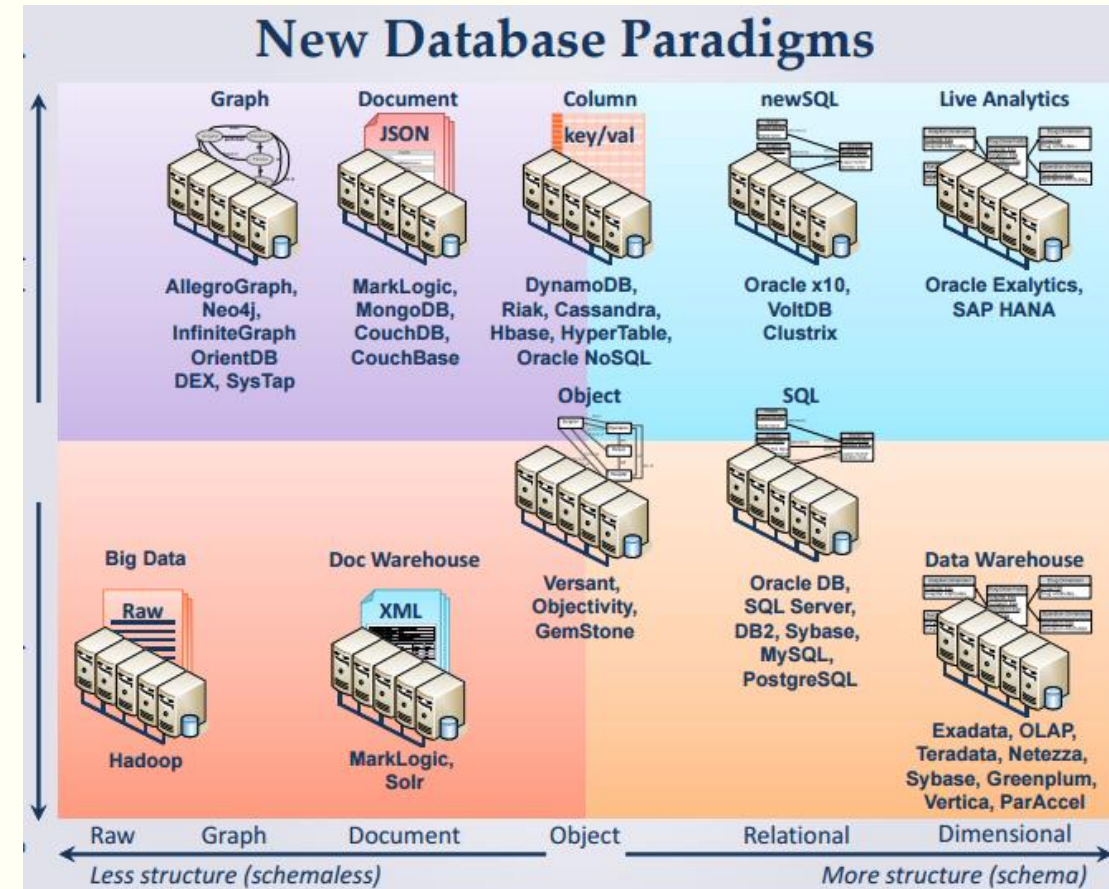 New Database Paradigms
Graph
Document
Column
newSQL
Live Analytics
JSON
key/val
AllegroGraph,
Neo4j,
InfiniteGraph
OrientDB
DEX, SysTap
MarkLogic,
MongoDB,
CouchDB,
CouchBase
DynamoDB,
Riak, Cassandra,
Hbase, HyperTable,
Oracle NoSQL
Oracle x10,
VoltDB
Clustrix
Oracle Exalytics,
SAP HANA
Object
SQL
Big Data
Doc Warehouse
Data Warehouse
Raw
XML
Hadoop
MarkLogic,
Solr
Versant,
Objectivity,
GemStone
Oracle DB,
SQL Server,
DB2, Sybase,
MySQL,
PostgreSQL
Exadata, OLAP,
Teradata, Netezza,
Sybase, Greenplum,
Vertica, ParAccel
Raw Graph Document Object Relational Dimensional
Less structure (schemaless) More structure (schema)